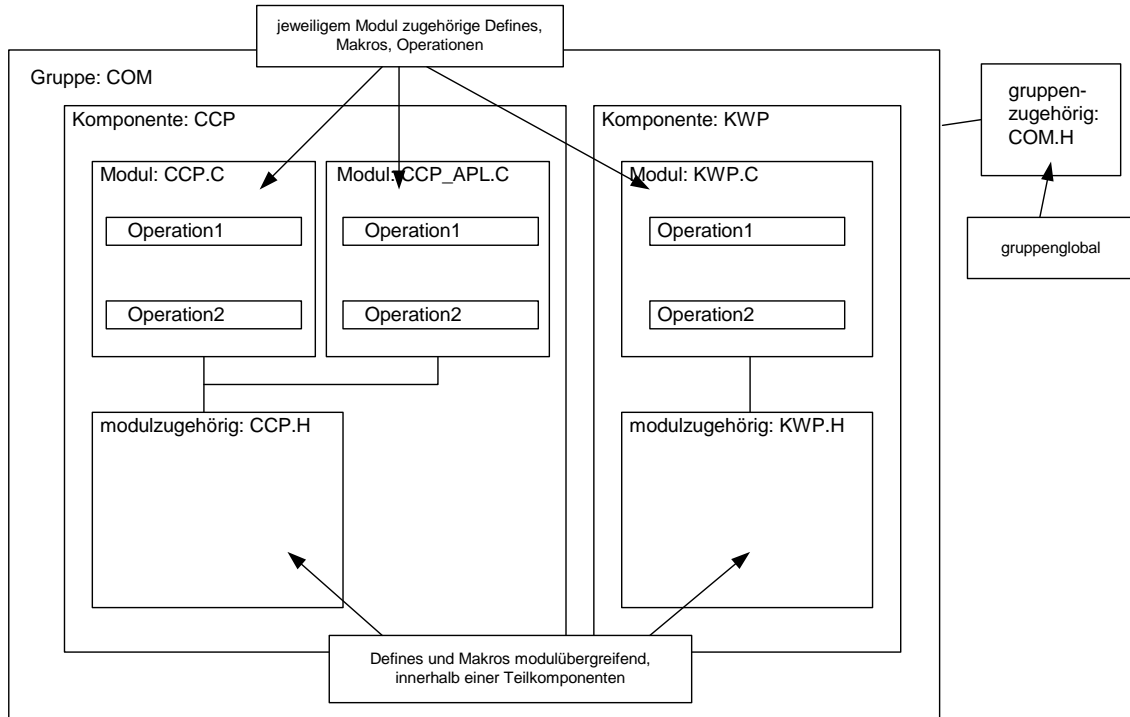 jeweiligem Modul zugehörige Defines,
Makros, Operationen
Gruppe: COM
gruppen-
zugehörig:
COM.H
Komponente: CCP
Komponente: KWP
Modul: CCP.C
Modul: CCP_APL.C
Modul: KWP.C
Operation1
Operation1
Operation1
gruppenglobal
Operation2
Operation2
Operation2
modulzugehörig: CCP.H
modulzugehörig: KWP.H
Defines und Makros modulübergreifend,
innerhalb einer Teilkomponenten